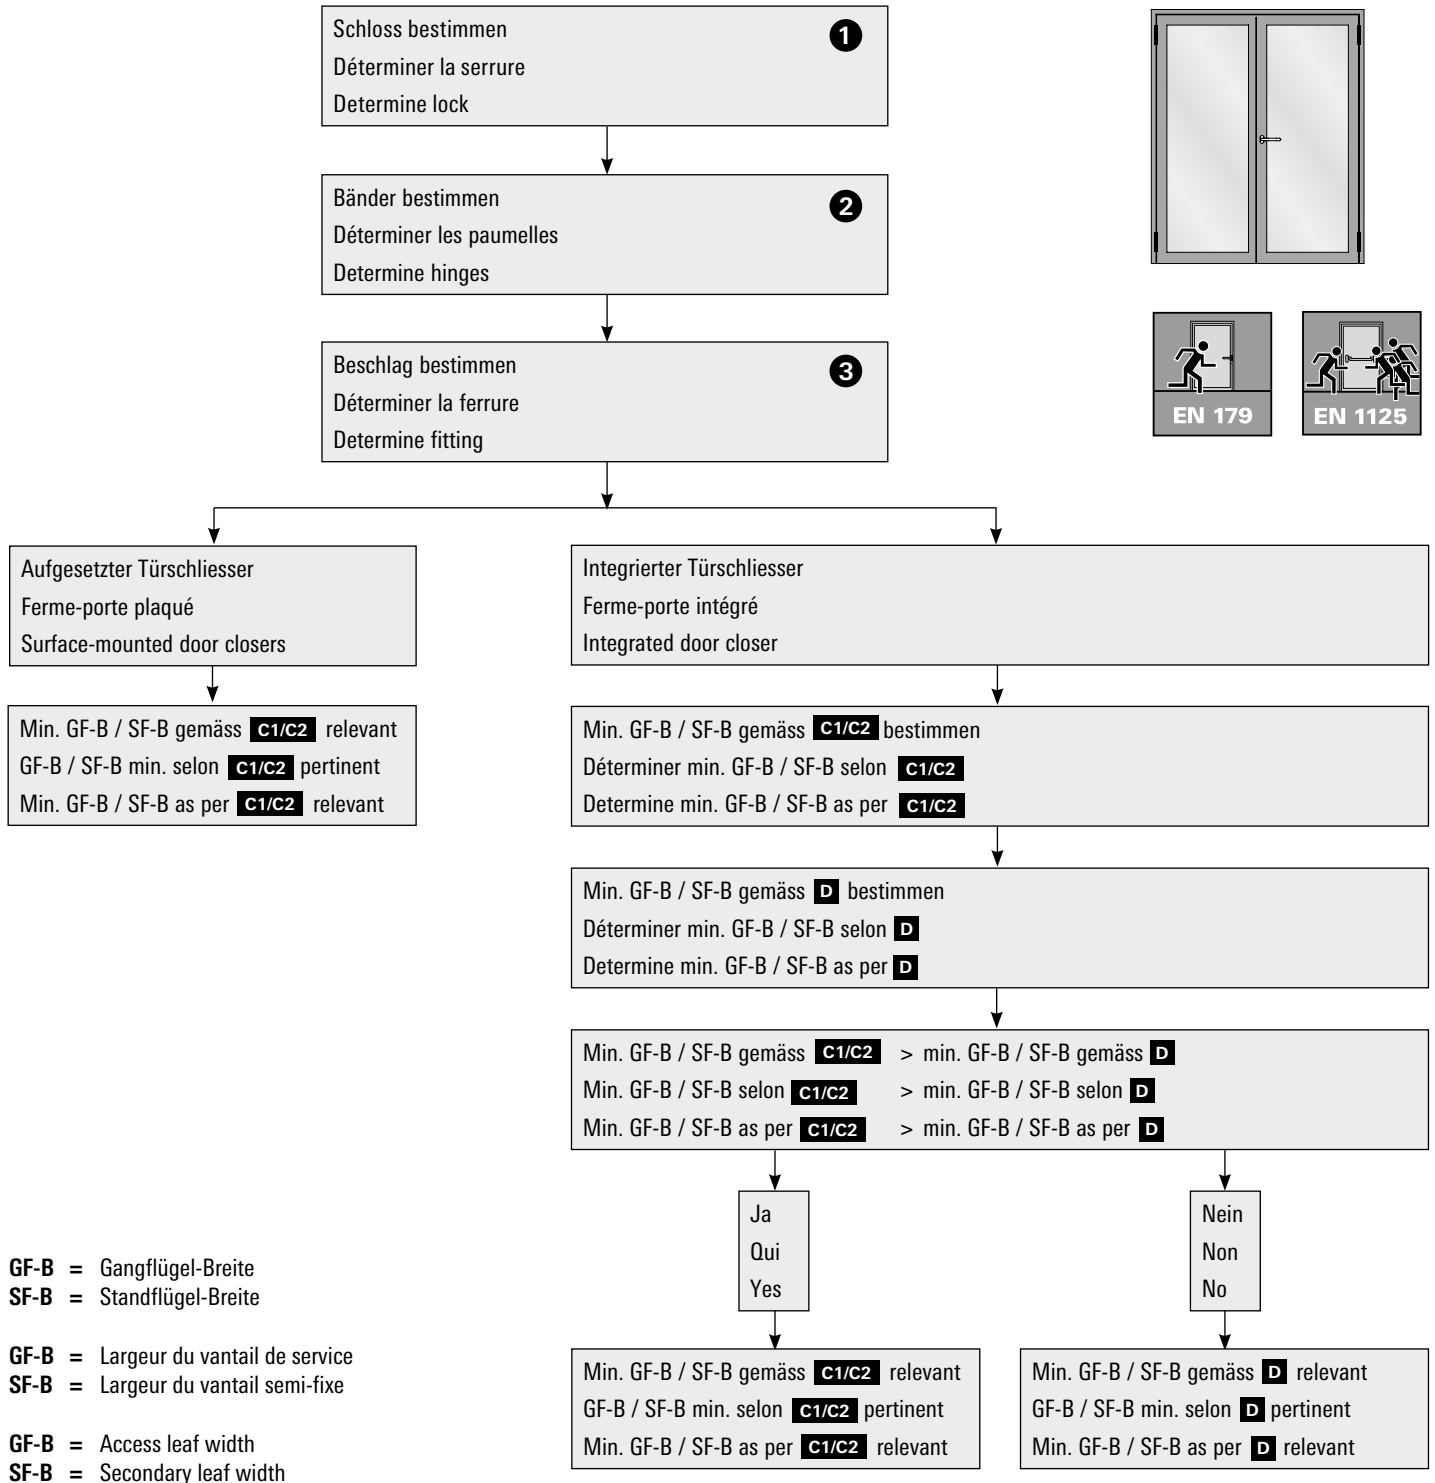 Schloss bestimmen
Déterminer la serrure
Determine lock
1
Bänder bestimmen
Déterminer les paumelles
Determine hinges
2
Beschlag bestimmen
Déterminer la ferrure
Determine fitting
3
EN 179
EN 1125
Aufgesetzter Türschliesser
Ferme-porte plaqué
Surface-mounted door closers
Integrierter Türschliesser
Ferme-porte intégré
Integrated door closer
Min. GF-B / SF-B gemäss C1/C2 relevant
GF-B / SF-B min. selon C1/C2 pertinent
Min. GF-B / SF-B as per C1/C2 relevant
Min. GF-B / SF-B gemäss C1/C2 bestimmen
Déterminer min. GF-B / SF-B selon C1/C2
Determine min. GF-B / SF-B as per C1/C2
Min. GF-B / SF-B gemäss D bestimmen
Déterminer min. GF-B / SF-B selon D
Determine min. GF-B / SF-B as per D
Min. GF-B / SF-B gemäss C1/C2 > min. GF-B / SF-B gemäss D
Min. GF-B / SF-B selon C1/C2 > min. GF-B / SF-B selon D
Min. GF-B / SF-B as per C1/C2 > min. GF-B / SF-B as per D
Ja
Qui
Yes
Nein
Non
No
Min. GF-B / SF-B gemäss C1/C2 relevant
GF-B / SF-B min. selon C1/C2 pertinent
Min. GF-B / SF-B as per C1/C2 relevant
Min. GF-B / SF-B gemäss D relevant
GF-B / SF-B min. selon D pertinent
Min. GF-B / SF-B as per D relevant
GF-B = Gangflügel-Breite
SF-B = Standflügel-Breite
GF-B = Largeur du vantail de service
SF-B = Largeur du vantail semi-fixe
GF-B = Access leaf width
SF-B = Secondary leaf width